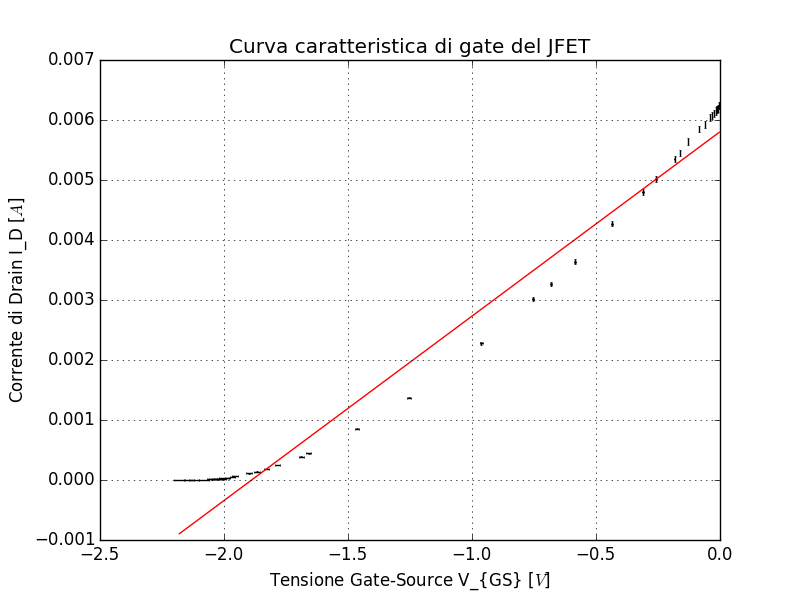 Curva caratteristica di gate del JFET
0.007
0.006
0.005
0.004
0.003
0.002
0.001
0.000
−0.001
Corrente di Drain I_D [A]
−2.5 −2.0 −1.5 −1.0 −0.5 0.0
Tensione Gate-Source V_{GS} [V]